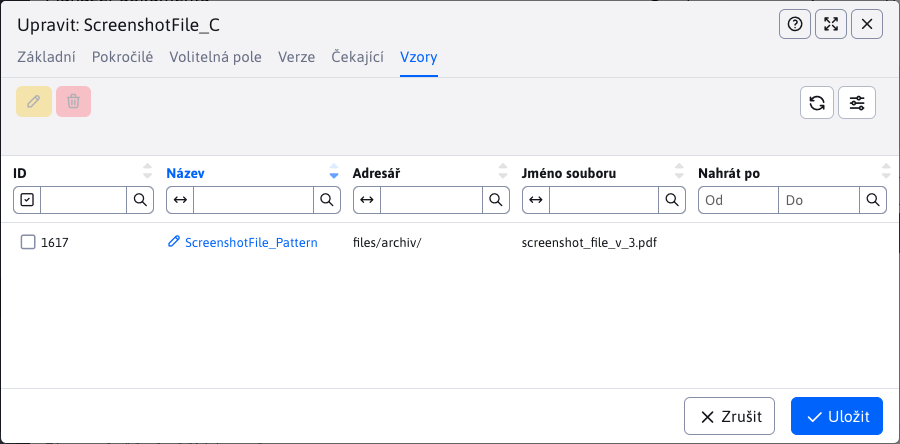 Upravit: ScreenshotFile_C
Základní Pokročilé Volitelná pole Verze Čekající Vzory
ID Název Adresář Jméno souboru Nahrát po
Od Do
1617 ScreenshotFile_Pattern files/archiv/ screenshot_file_v_3.pdf
Zrušit Uložit